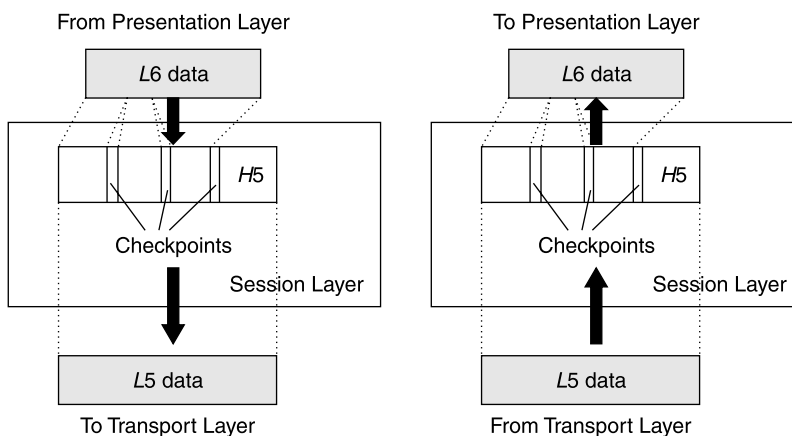 From Presentation Layer
L6 data
H5
Checkpoints
Session Layer
L5 data
To Transport Layer
To Presentation Layer
L6 data
H5
Checkpoints
Session Layer
L5 data
From Transport Layer